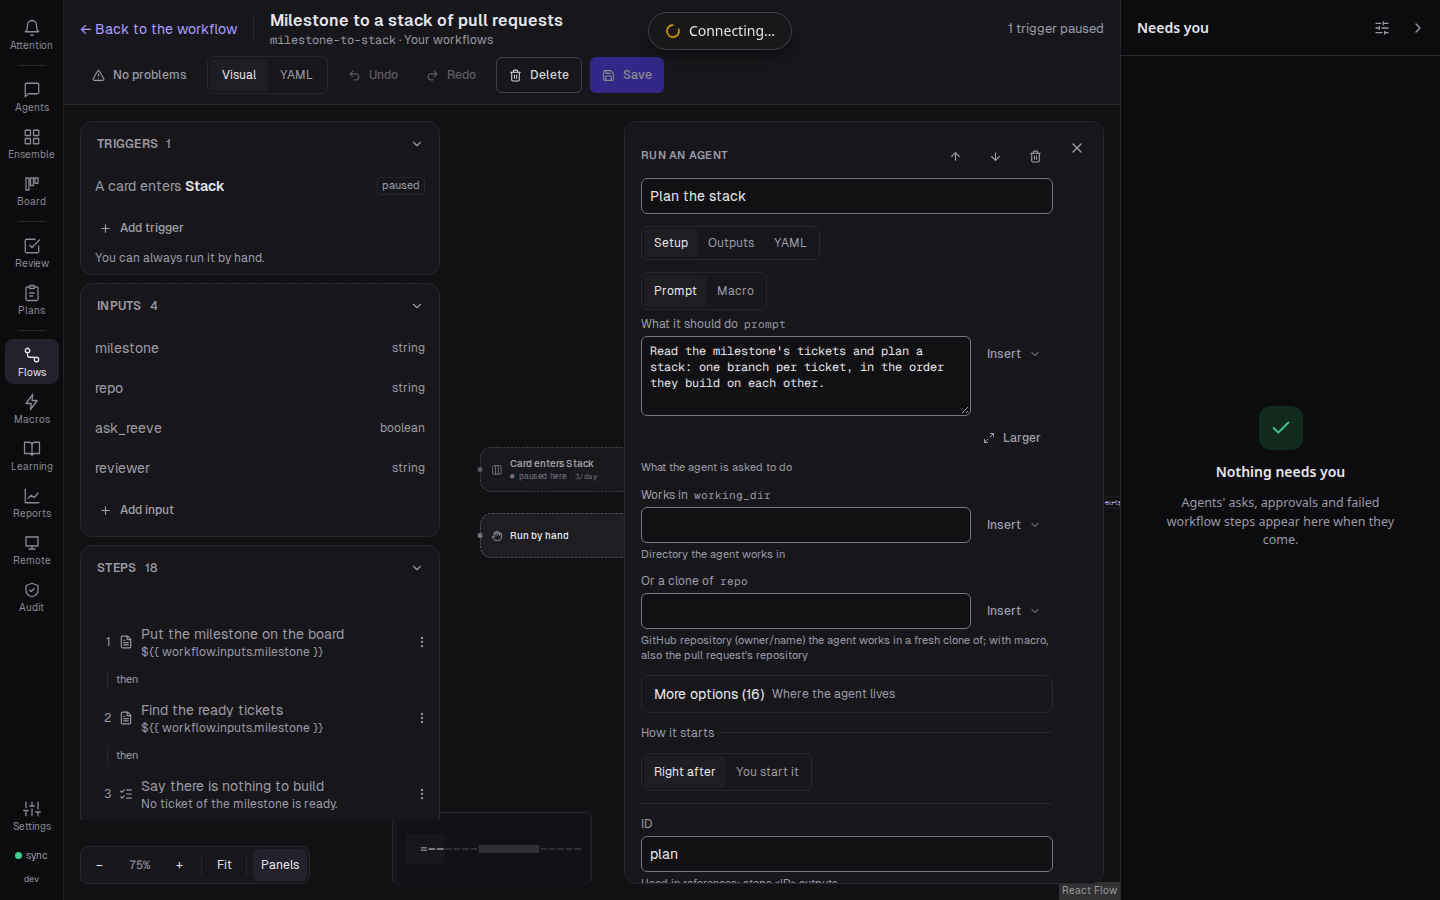 Attention
Agents
Ensemble
Board
Review
Plans
Flows
Macros
Learning
Reports
Remote
Audit
Settings
sync
dev
← Back to the workflow
Milestone to a stack of pull requests
milestone-to-stack · Your workflows
Connecting...
1 trigger paused
No problems
Visual
YAML
Undo
Redo
Delete
Save
TRIGGERS 1
A card enters Stack
paused
Add trigger
You can always run it by hand.
INPUTS 4
milestone string
repo string
ask_reeve boolean
reviewer string
Add input
STEPS 18
1 Put the milestone on the board
${{ workflow.inputs.milestone }}
then
2 Find the ready tickets
${{ workflow.inputs.milestone }}
then
3 Say there is nothing to build
No ticket of the milestone is ready.
− 75% + Fit Panels
Card enters Stack
paused here 3/day
Run by hand
RUN AN AGENT
Plan the stack
Setup Outputs YAML
Prompt Macro
What it should do prompt
Read the milestone's tickets and plan a
stack: one branch per ticket, in the order
they build on each other.
Insert
Larger
What the agent is asked to do
Works in working_dir
Insert
Directory the agent works in
Or a clone of repo
Insert
GitHub repository (owner/name) the agent works in a fresh clone of; with macro,
also the pull request's repository
More options (16) Where the agent lives
How it starts
Right after You start it
ID
plan
Used in references: steps.<ID>.outputs
React Flow
Needs you
Nothing needs you
Agents' asks, approvals and failed
workflow steps appear here when they
come.